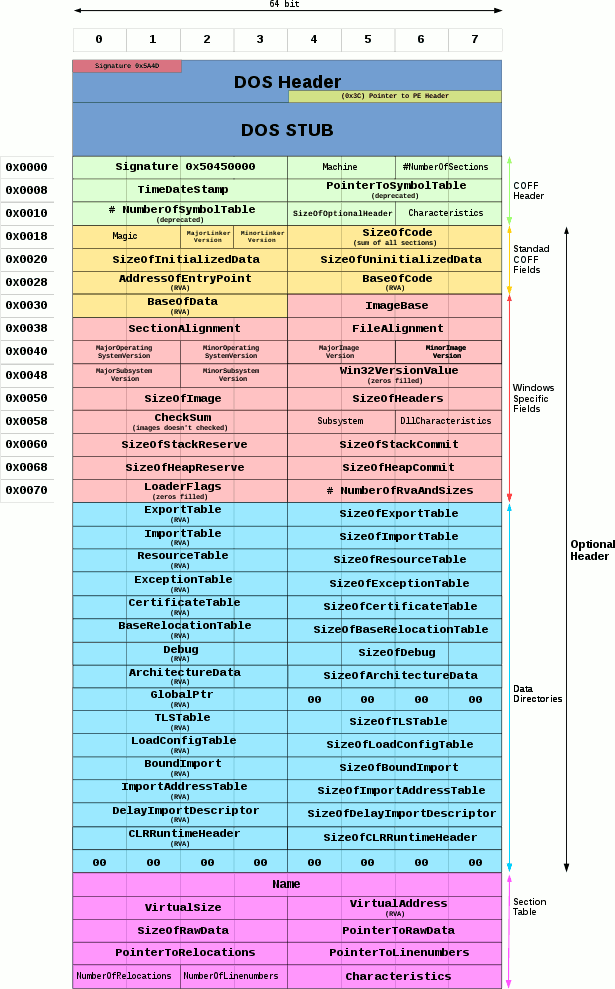 64 bit
0 1 2 3 4 5 6 7
Signature 0x5A4D
DOS Header
(0x3C) Pointer to PE Header
DOS STUB
0x0000 Signature 0x50450000 Machine #NumberOfSections
0x0008 TimeDateStamp PointerToSymbolTable
(deprecated)
COFF
Header
0x0010 # NumberOfSymbolTable SizeOfOptionalHeader Characteristics
(deprecated)
0x0018 Magic MajorLinker
Version MinorLinker
Version SizeOfCode
(sum of all sections)
0x0020 SizeOfInitializedData SizeOfUninitializedData
Standad
COFF
Fields
0x0028 AddressOfEntryPoint
(RVA) BaseOfCode
(RVA)
0x0030 BaseOfData
(RVA) ImageBase
0x0038 SectionAlignment FileAlignment
0x0040 MajorOperating
SystemVersion MinorOperating
SystemVersion MajorImage
Version MinorImage
Version
0x0048 MajorSubsystem
Version MinorSubsystem
Version Win32VersionValue
(zeros filled)
0x0050 SizeOfImage SizeOfHeaders
Windows
Specific
Fields
0x0058 CheckSum
(images doesn't checked) Subsystem DllCharacteristics
0x0060 SizeOfStackReserve SizeOfStackCommit
0x0068 SizeOfHeapReserve SizeOfHeapCommit
0x0070 LoaderFlags
(zeros filled) # NumberOfRvaAndSizes
ExportTable
(RVA) SizeOfExportTable
ImportTable
(RVA) SizeOfImportTable
Optional
Header
ResourceTable
(RVA) SizeOfResourceTable
ExceptionTable
(RVA) SizeOfExceptionTable
CertificateTable
(RVA) SizeOfCertificateTable
BaseRelocationTable
(RVA) SizeOfBaseRelocationTable
Debug
(RVA) SizeOfDebug
ArchitectureData
(RVA) SizeOfArchitectureData
GlobalPtr
(RVA) 00 00 00 00
Data
Directories
TLSTable
(RVA) SizeOfTLSTable
LoadConfigTable
(RVA) SizeOfLoadConfigTable
BoundImport
(RVA) SizeOfBoundImport
ImportAddressTable
(RVA) SizeOfImportAddressTable
DelayImportDescriptor
(RVA) SizeOfDelayImportDescriptor
CLRRuntimeHeader
(RVA) SizeOfCLRRuntimeHeader
00 00 00 00 00 00 00 00
Name
VirtualSize VirtualAddress
(RVA)
Section
Table
SizeOfRawData PointerToRawData
PointerToRelocations PointerToLinenumbers
NumberOfRelocations NumberOfLinenumbers Characteristics